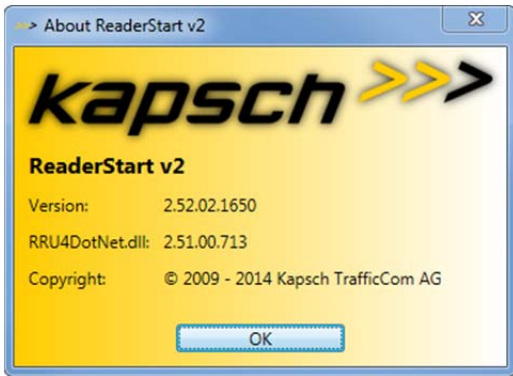 >>> About ReaderStart v2
kapsch >>>
ReaderStart v2
Version: 2.52.02.1650
RRU4DotNet.dll: 2.51.00.713
Copyright: © 2009 - 2014 Kapsch TrafficCom AG
OK